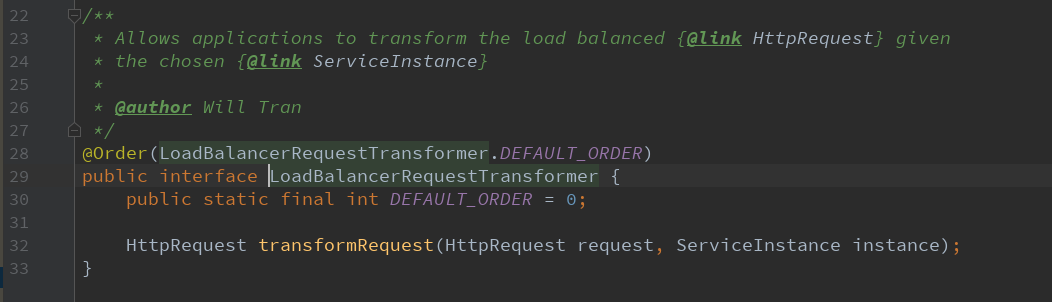 22 /**
23  * Allows applications to transform the load balanced {@link HttpRequest} given
24  * the chosen {@link ServiceInstance}
25  *
26  * @author Will Tran
27  */
28 @Order(LoadBalancerRequestTransformer.DEFAULT_ORDER)
29 public interface LoadBalancerRequestTransformer {
30     public static final int DEFAULT_ORDER = 0;
31
32     HttpRequest transformRequest(HttpRequest request, ServiceInstance instance);
33 }